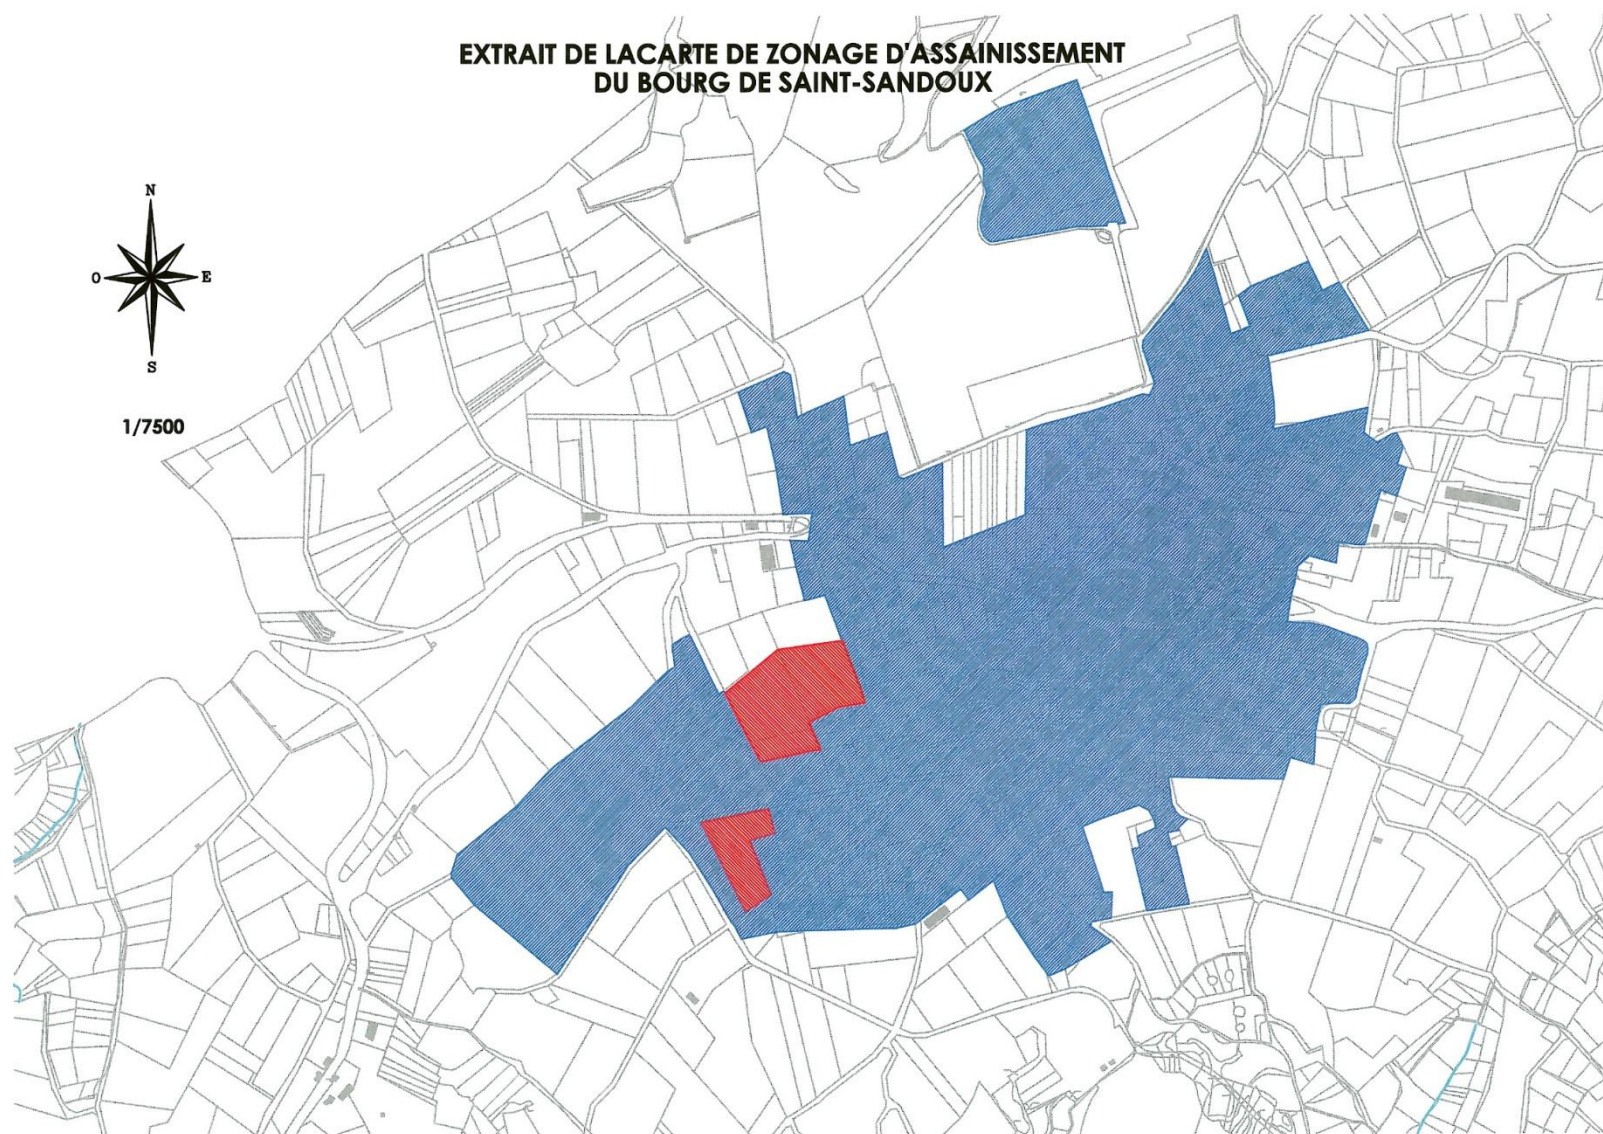 EXTRAIT DE LACARTE DE ZONAGE D'ASSAINISSEMENT
DU BOURG DE SAINT-SANDOUX
N
O E
S
1/7500